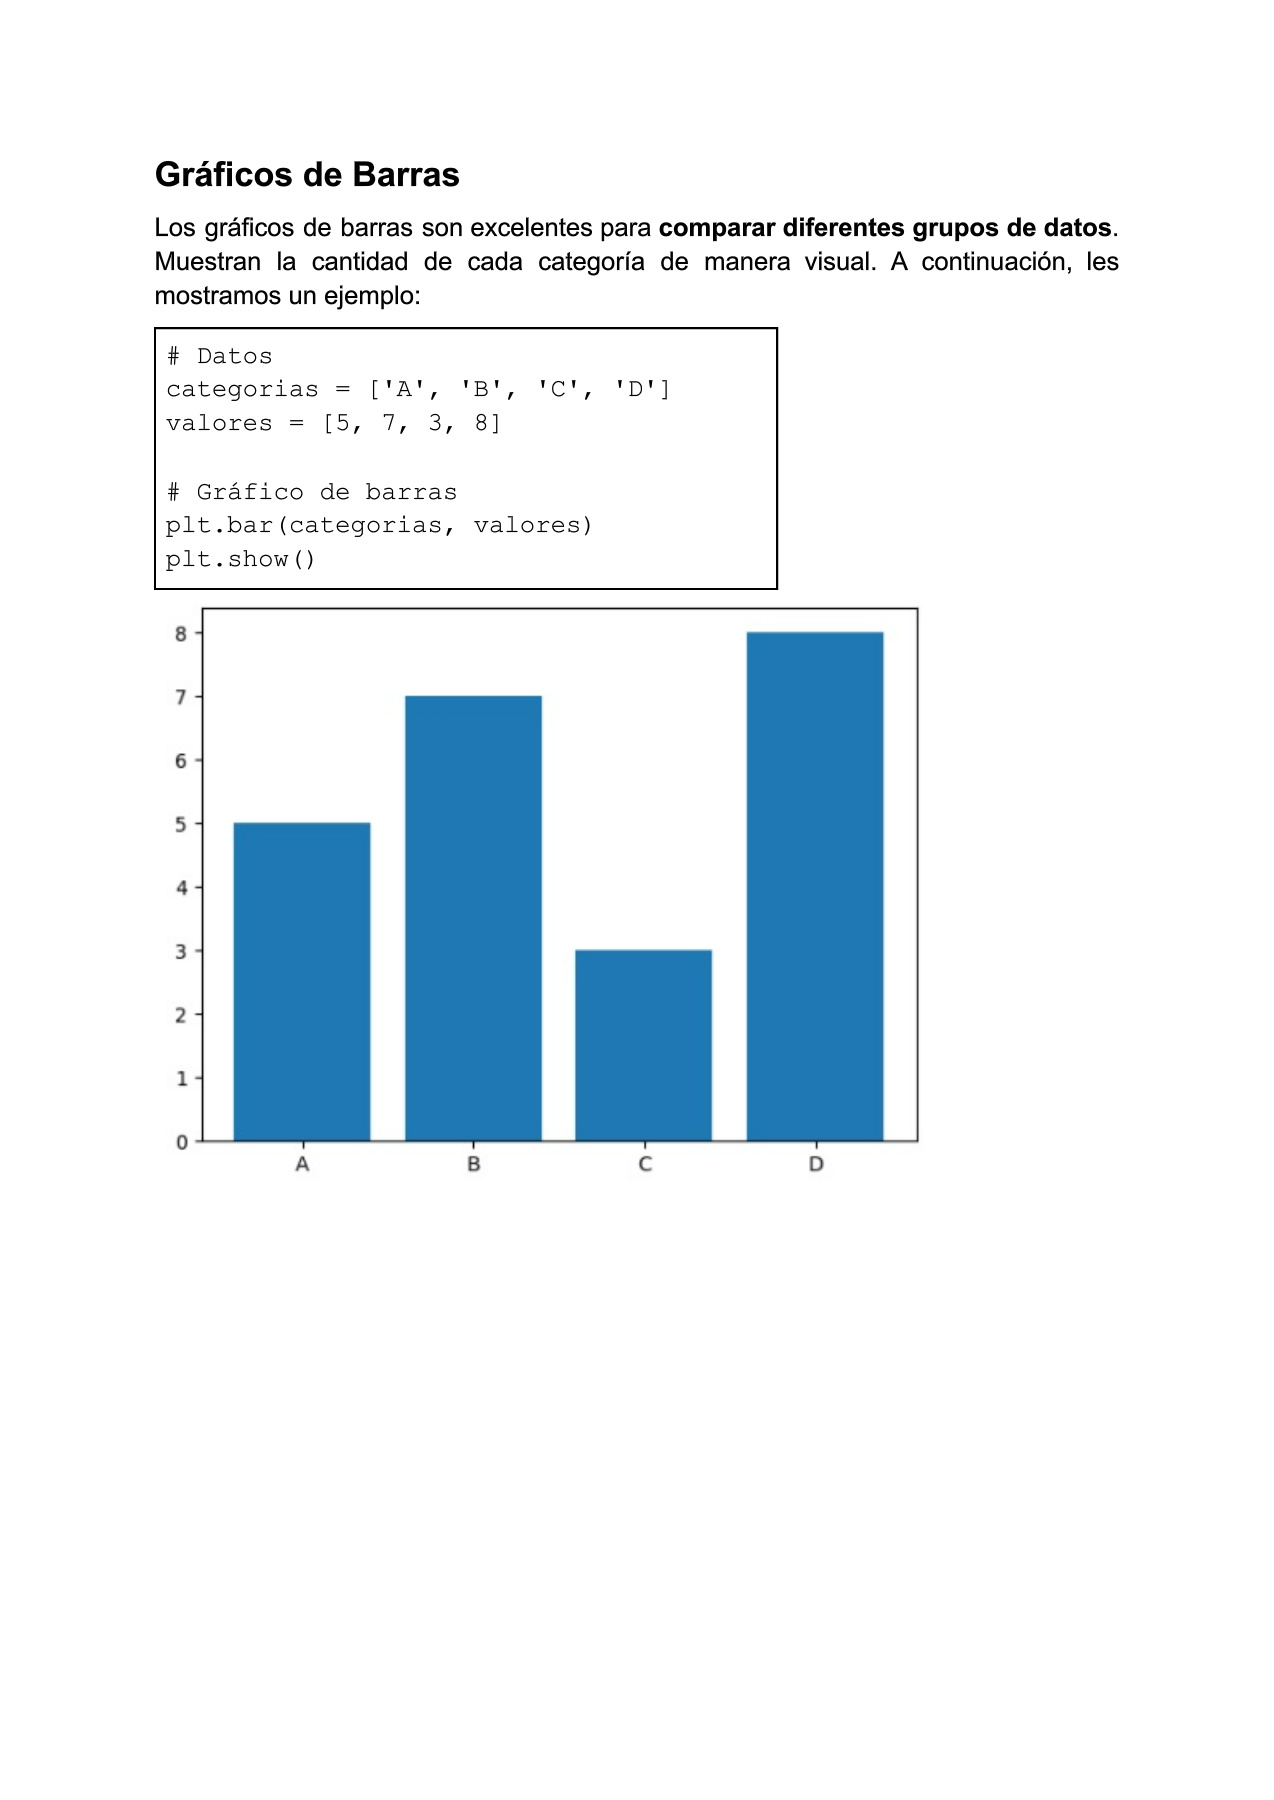 Gráficos de Barras
Los gráficos de barras son excelentes para comparar diferentes grupos de datos.
Muestran la cantidad de cada categoría de manera visual. A continuación, les
mostramos un ejemplo:
# Datos
categorias = ['A', 'B', 'C', 'D']
valores = [5, 7, 3, 8]
# Gráfico de barras
plt.bar(categorias, valores)
plt.show()
8
7
6
5
4
3
2
1
0
A B C D